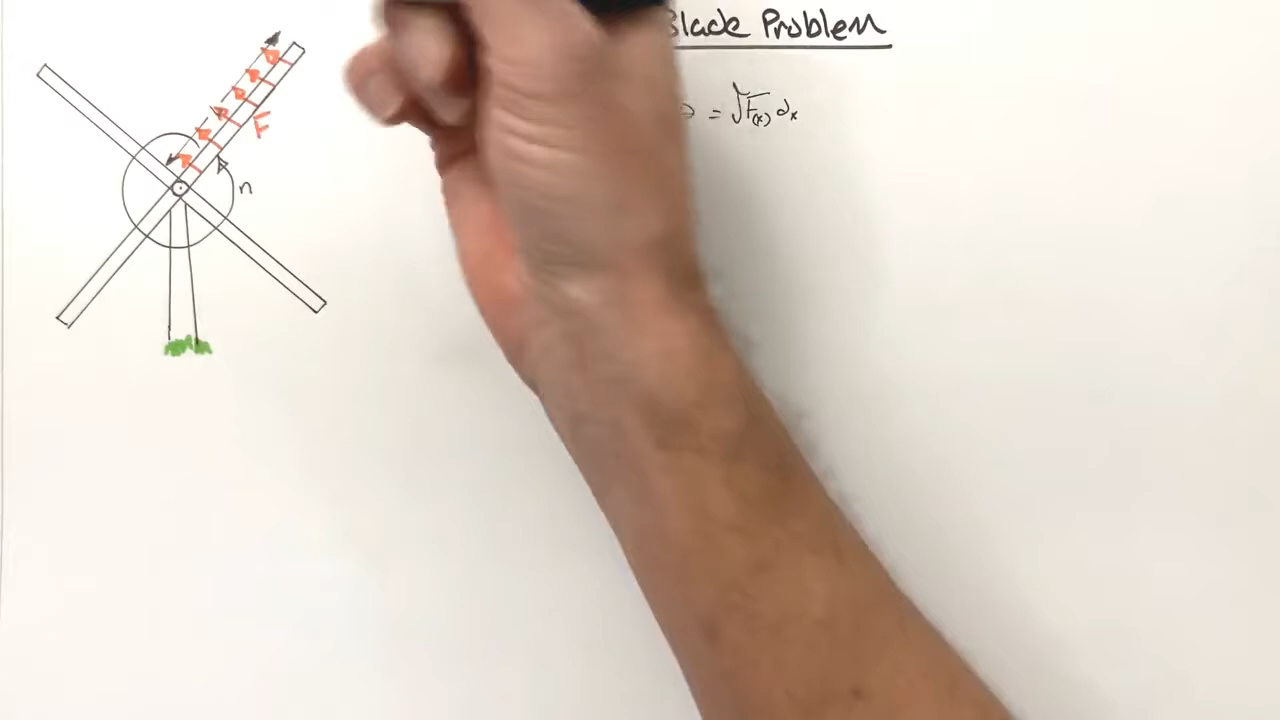 Blade Problem
= √F(x) dx
F
n